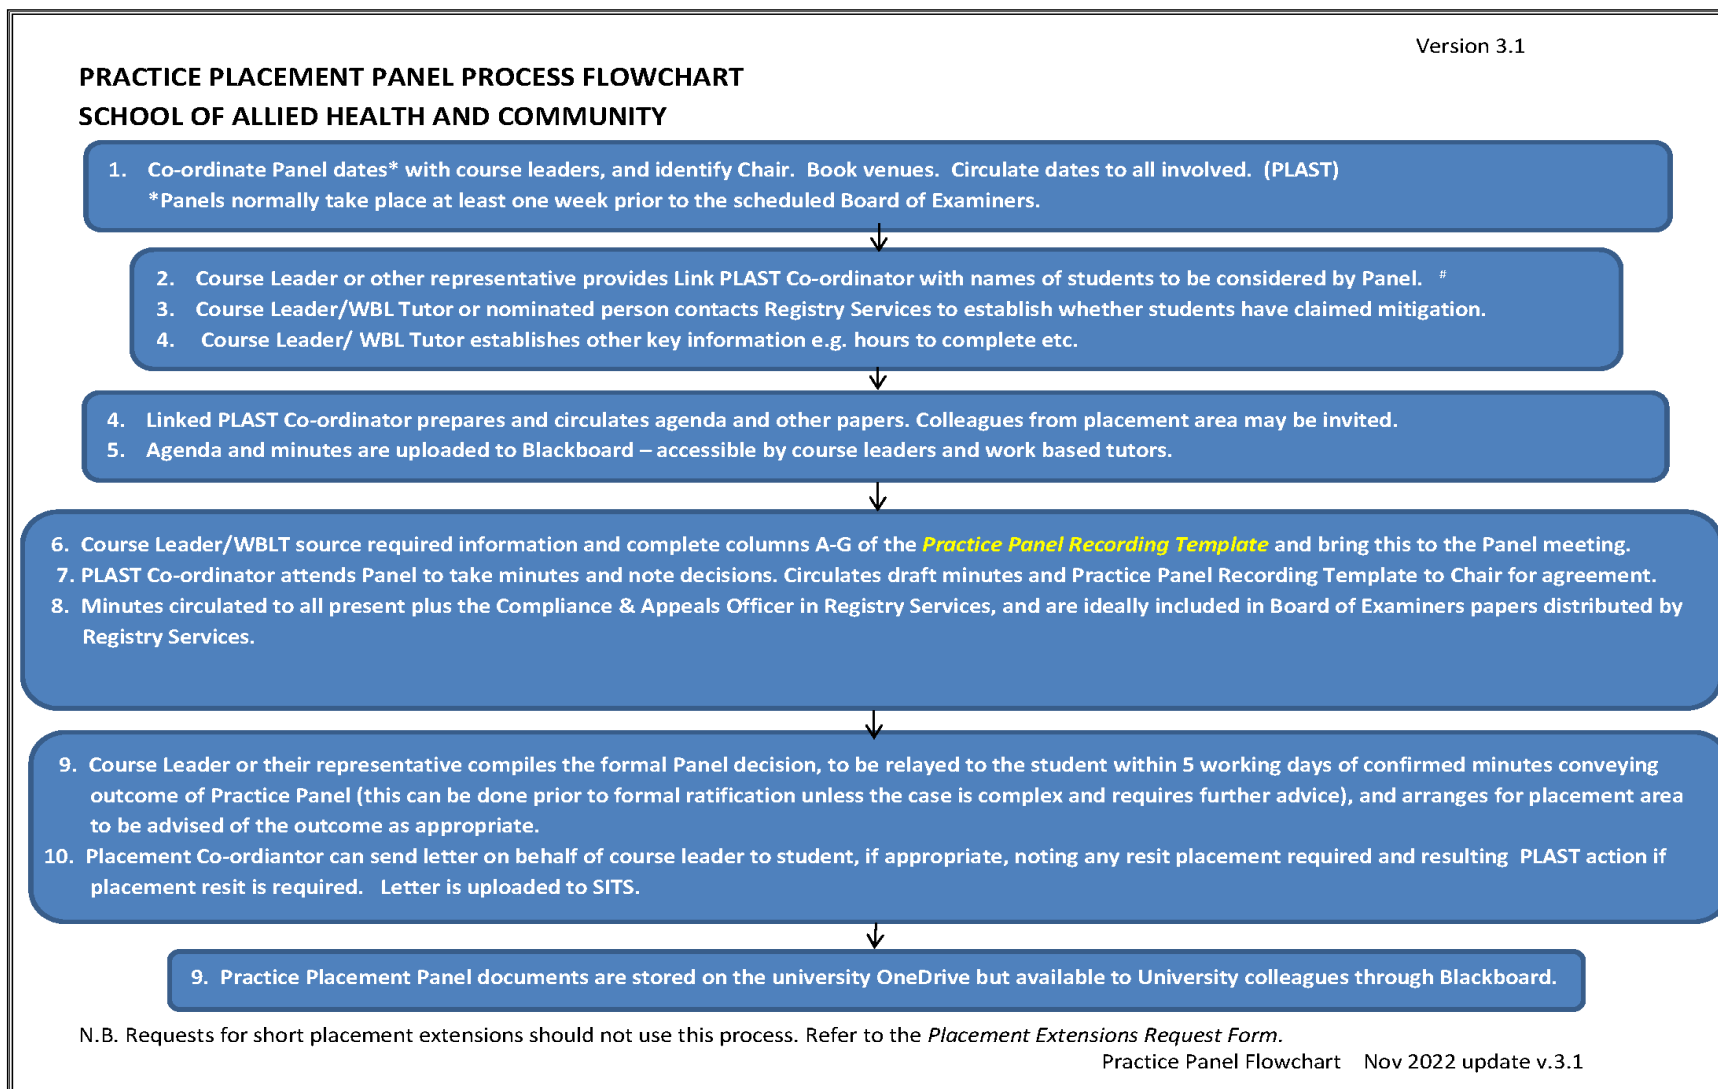 Version 3.1
PRACTICE PLACEMENT PANEL PROCESS FLOWCHART
SCHOOL OF ALLIED HEALTH AND COMMUNITY
1. Co-ordinate Panel dates* with course leaders, and identify Chair. Book venues. Circulate dates to all involved. (PLAST)
*Panels normally take place at least one week prior to the scheduled Board of Examiners.
2. Course Leader or other representative provides Link PLAST Co-ordinator with names of students to be considered by Panel. #
3. Course Leader/WBL Tutor or nominated person contacts Registry Services to establish whether students have claimed mitigation.
4. Course Leader/ WBL Tutor establishes other key information e.g. hours to complete etc.
4. Linked PLAST Co-ordinator prepares and circulates agenda and other papers. Colleagues from placement area may be invited.
5. Agenda and minutes are uploaded to Blackboard – accessible by course leaders and work based tutors.
6. Course Leader/WBLT source required information and complete columns A-G of the Practice Panel Recording Template and bring this to the Panel meeting.
7. PLAST Co-ordinator attends Panel to take minutes and note decisions. Circulates draft minutes and Practice Panel Recording Template to Chair for agreement.
8. Minutes circulated to all present plus the Compliance & Appeals Officer in Registry Services, and are ideally included in Board of Examiners papers distributed by
Registry Services.
9. Course Leader or their representative compiles the formal Panel decision, to be relayed to the student within 5 working days of confirmed minutes conveying
outcome of Practice Panel (this can be done prior to formal ratification unless the case is complex and requires further advice), and arranges for placement area
to be advised of the outcome as appropriate.
10. Placement Co-ordiantor can send letter on behalf of course leader to student, if appropriate, noting any resit placement required and resulting PLAST action if
placement resit is required. Letter is uploaded to SITS.
9. Practice Placement Panel documents are stored on the university OneDrive but available to University colleagues through Blackboard.
N.B. Requests for short placement extensions should not use this process. Refer to the Placement Extensions Request Form.
Practice Panel Flowchart Nov 2022 update v.3.1